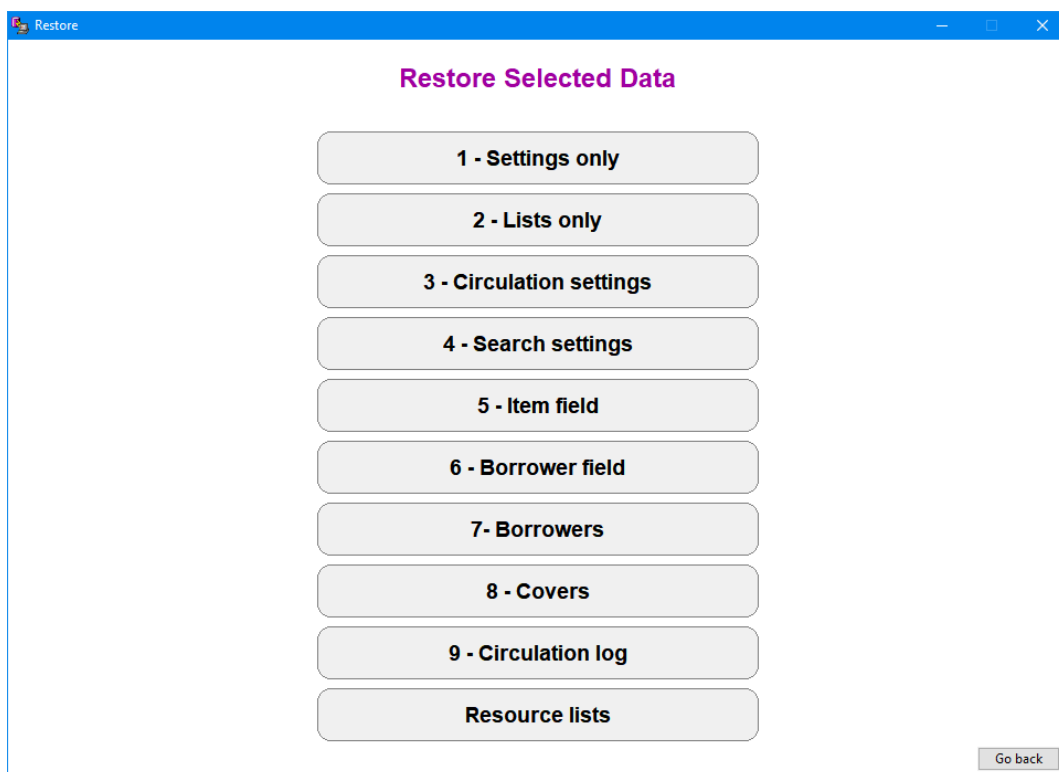 Restore
Restore Selected Data
1 - Settings only
2 - Lists only
3 - Circulation settings
4 - Search settings
5 - Item field
6 - Borrower field
7- Borrowers
8 - Covers
9 - Circulation log
Resource lists
Go back